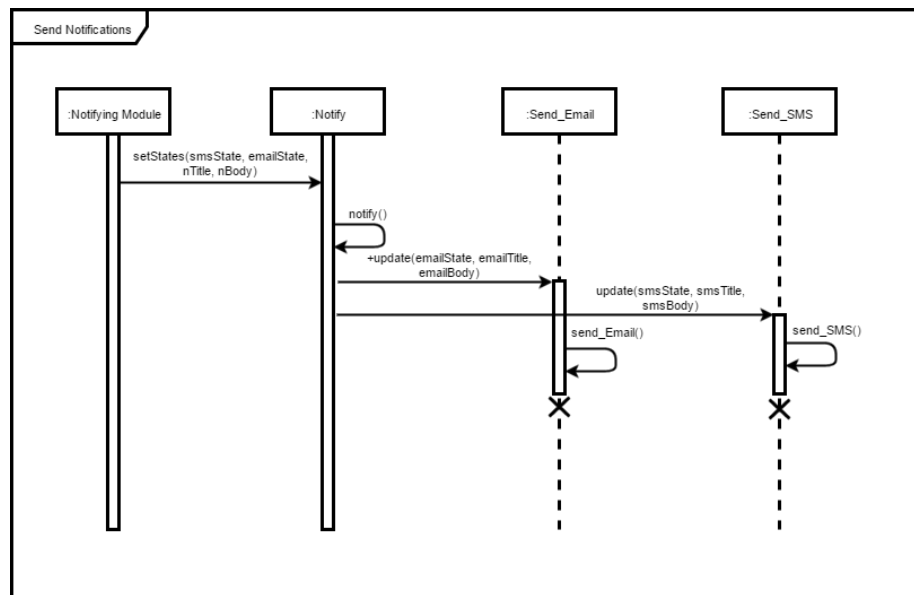 Send Notifications
:Notifying Module
:Notify
:Send_Email
:Send_SMS
setStates(smsState, emailState,
nTitle, nBody)
notify()
+update(emailState, emailTitle,
emailBody)
update(smsState, smsTitle,
smsBody)
send_Email()
send_SMS()